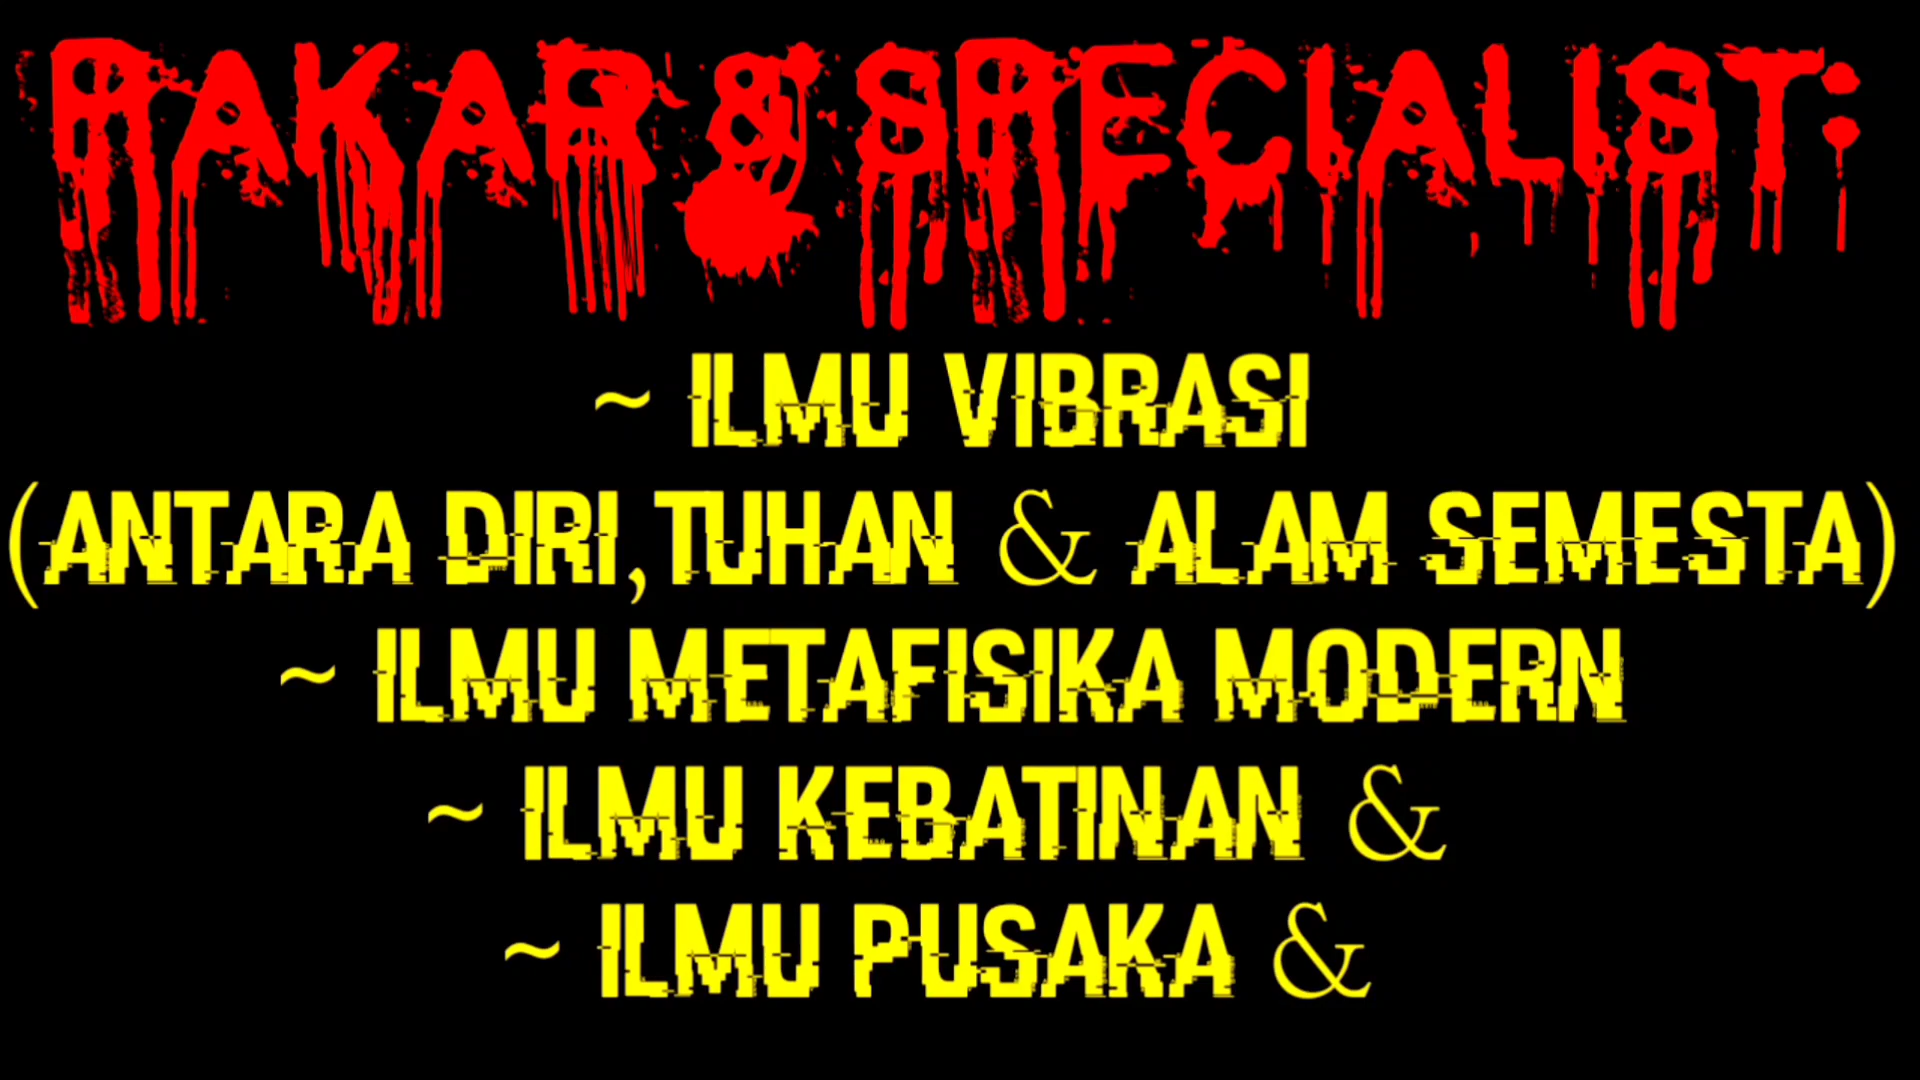 PAKAR & SPECIALIST:
~ ILMU VIBRASI
(ANTARA DIRI,TUHAN & ALAM SEMESTA)
~ ILMU METAFISIKA MODERN
~ ILMU KEBATINAN &
~ ILMU PUSAKA &